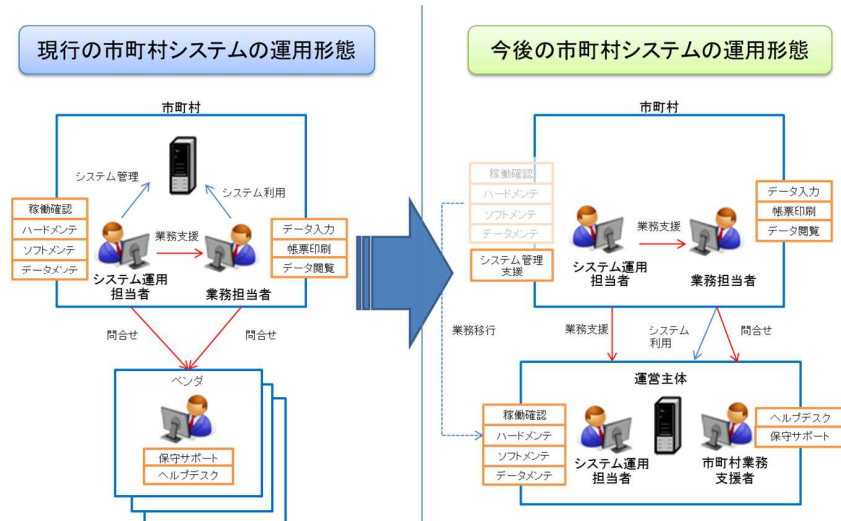 現行の市町村システムの運用形態
市町村
システム管理
システム利用
稼働確認
ハードメンテ
ソフトメンテ
データメンテ
業務支援
データ入力
帳票印刷
データ閲覧
システム運用
担当者
業務担当者
問合せ
問合せ
ベンダ
保守サポート
ヘルプデスク
今後の市町村システムの運用形態
市町村
稼働確認
ハードメンテ
ソフトメンテ
データメンテ
システム管理
支援
業務支援
データ入力
帳票印刷
データ閲覧
システム運用
担当者
業務担当者
業務移行
業務支援
システム
利用
問合せ
運営主体
稼働確認
ハードメンテ
ソフトメンテ
データメンテ
ヘルプデスク
保守サポート
システム運用
担当者
市町村業務
支援者